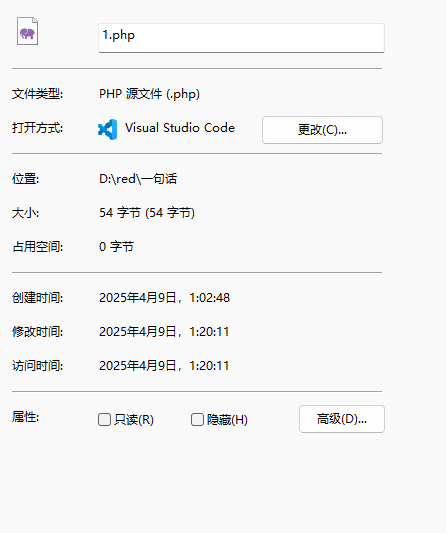 1.php
文件类型: PHP 源文件 (.php)
打开方式: Visual Studio Code 更改(C)...
位置: D:\red\一句话
大小: 54 字节 (54 字节)
占用空间: 0 字节
创建时间: 2025年4月9日，1:02:48
修改时间: 2025年4月9日，1:20:11
访问时间: 2025年4月9日，1:20:11
属性: 只读(R) 隐藏(H) 高级(D)...